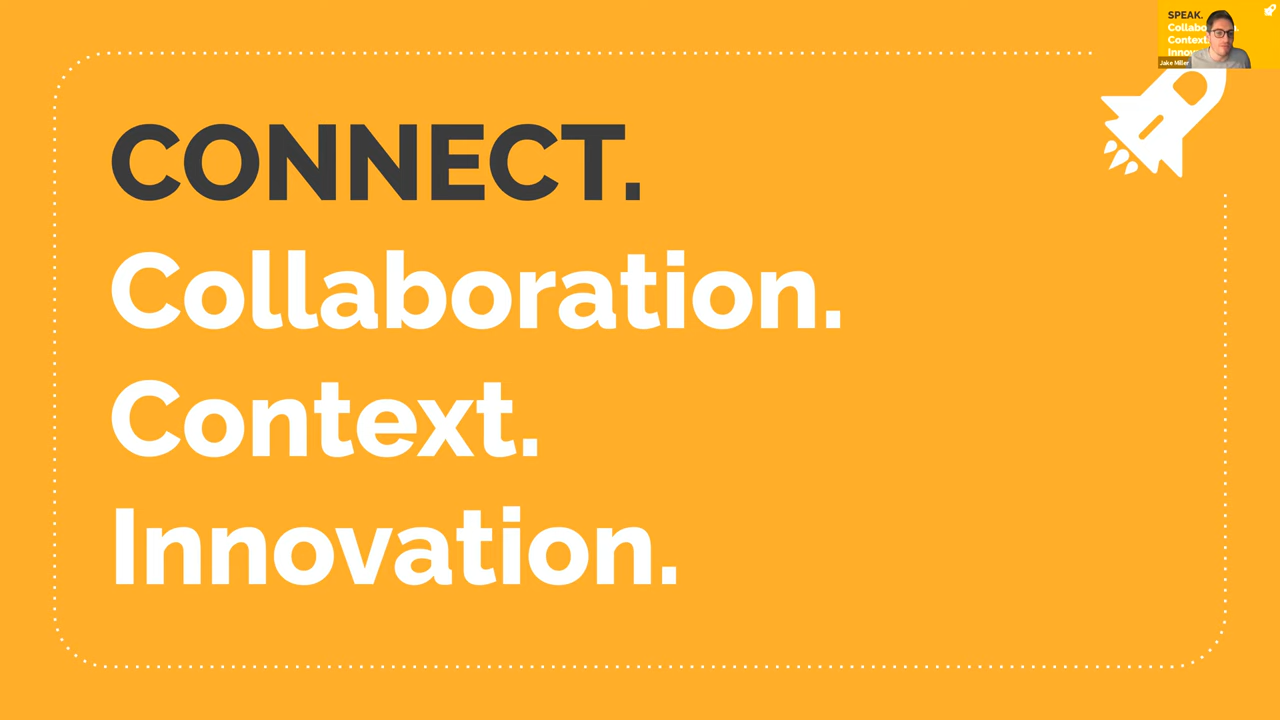 CONNECT.
Collaboration.
Context.
Innovation.
SPEAK.
Jake Miller